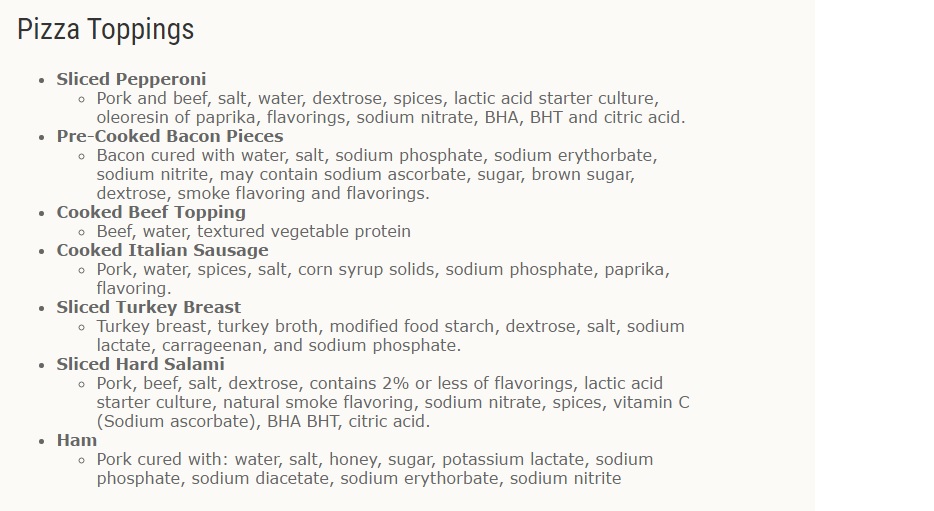 Pizza Toppings
Sliced Pepperoni
Pork and beef, salt, water, dextrose, spices, lactic acid starter culture,
oleoresin of paprika, flavorings, sodium nitrate, BHA, BHT and citric acid.
Pre-Cooked Bacon Pieces
Bacon cured with water, salt, sodium phosphate, sodium erythorbate,
sodium nitrite, may contain sodium ascorbate, sugar, brown sugar,
dextrose, smoke flavoring and flavorings.
Cooked Beef Topping
Beef, water, textured vegetable protein
Cooked Italian Sausage
Pork, water, spices, salt, corn syrup solids, sodium phosphate, paprika,
flavoring.
Sliced Turkey Breast
Turkey breast, turkey broth, modified food starch, dextrose, salt, sodium
lactate, carrageenan, and sodium phosphate.
Sliced Hard Salami
Pork, beef, salt, dextrose, contains 2% or less of flavorings, lactic acid
starter culture, natural smoke flavoring, sodium nitrate, spices, vitamin C
(Sodium ascorbate), BHA BHT, citric acid.
Ham
Pork cured with: water, salt, honey, sugar, potassium lactate, sodium
phosphate, sodium diacetate, sodium erythorbate, sodium nitrite